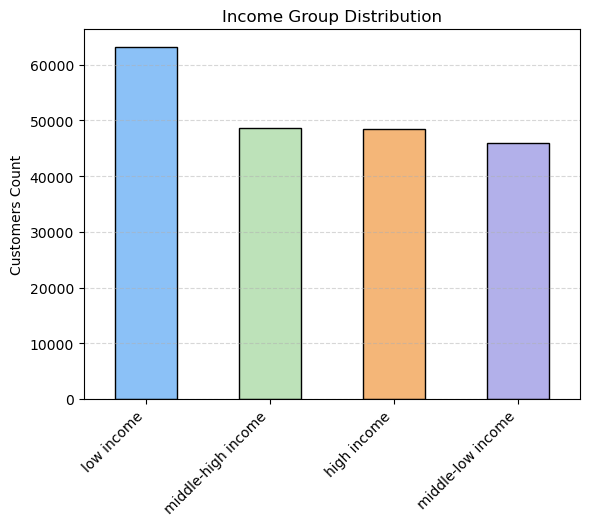 Income Group Distribution
Customers Count
60000
50000
40000
30000
20000
10000
0
low income
middle-high income
high income
middle-low income